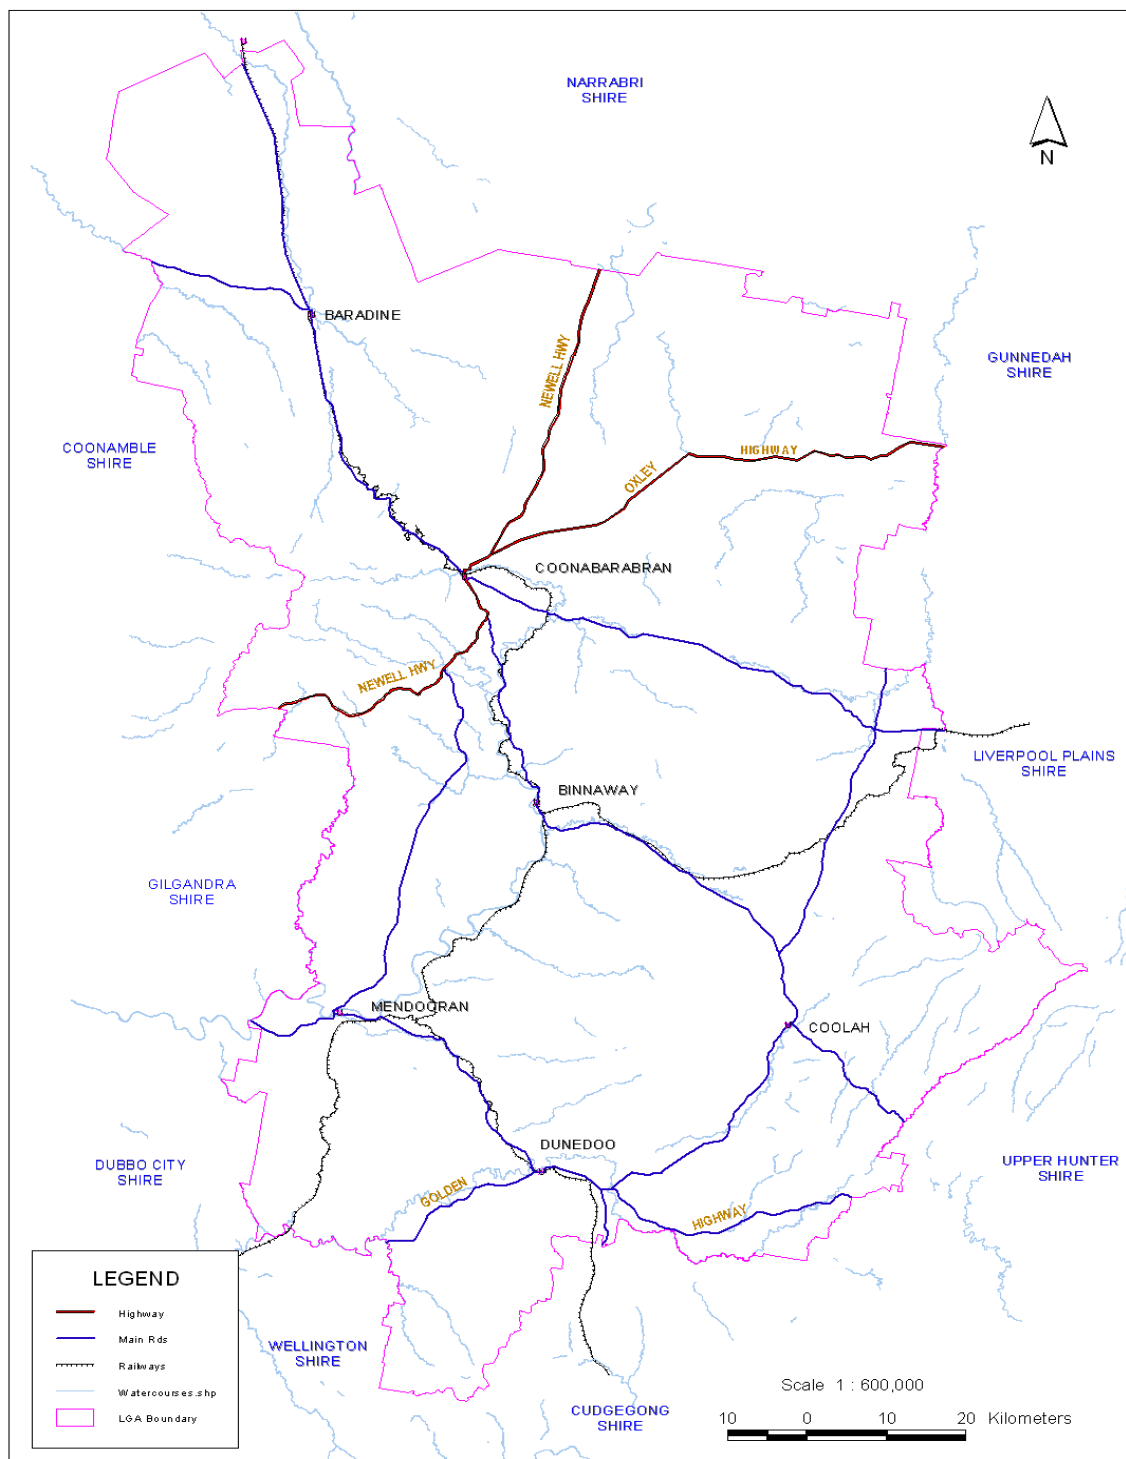 NARRABRI
SHIRE
N
BARADINE
NEWELL HWY
GUNNEDAH
SHIRE
COONAMBLE
SHIRE
HIGHWAY
OXLEY
COONABARABRAN
NEWELL HWY
LIVERPOOL PLAINS
SHIRE
BINNAWAY
GILGANDRA
SHIRE
MENDOORAN
COOLAH
DUNEDOO
DUBBO CITY
SHIRE
UPPER HUNTER
SHIRE
GOLDEN
HIGHWAY
LEGEND
Highway
Main Rds
Railways
Watercourses.shp
LGA Boundary
WELLINGTON
SHIRE
CUDGEGONG
SHIRE
Scale 1 : 600,000
10 0 10 20 Kilometers